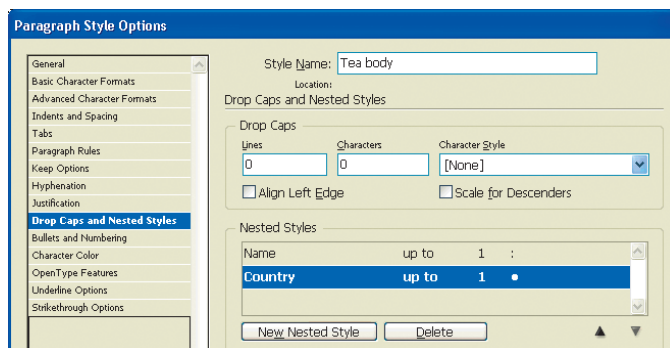 Paragraph Style Options
General
Basic Character Formats
Advanced Character Formats
Indents and Spacing
Tabs
Paragraph Rules
Keep Options
Hyphenation
Justification
Drop Caps and Nested Styles
Bullets and Numbering
Character Color
OpenType Features
Underline Options
Strikethrough Options
Style Name: Tea body
Location:
Drop Caps and Nested Styles
Drop Caps
Lines Characters Character Style
0 0 [None]
Align Left Edge Scale for Descenders
Nested Styles
Name up to 1 :
Country up to 1 •
New Nested Style Delete